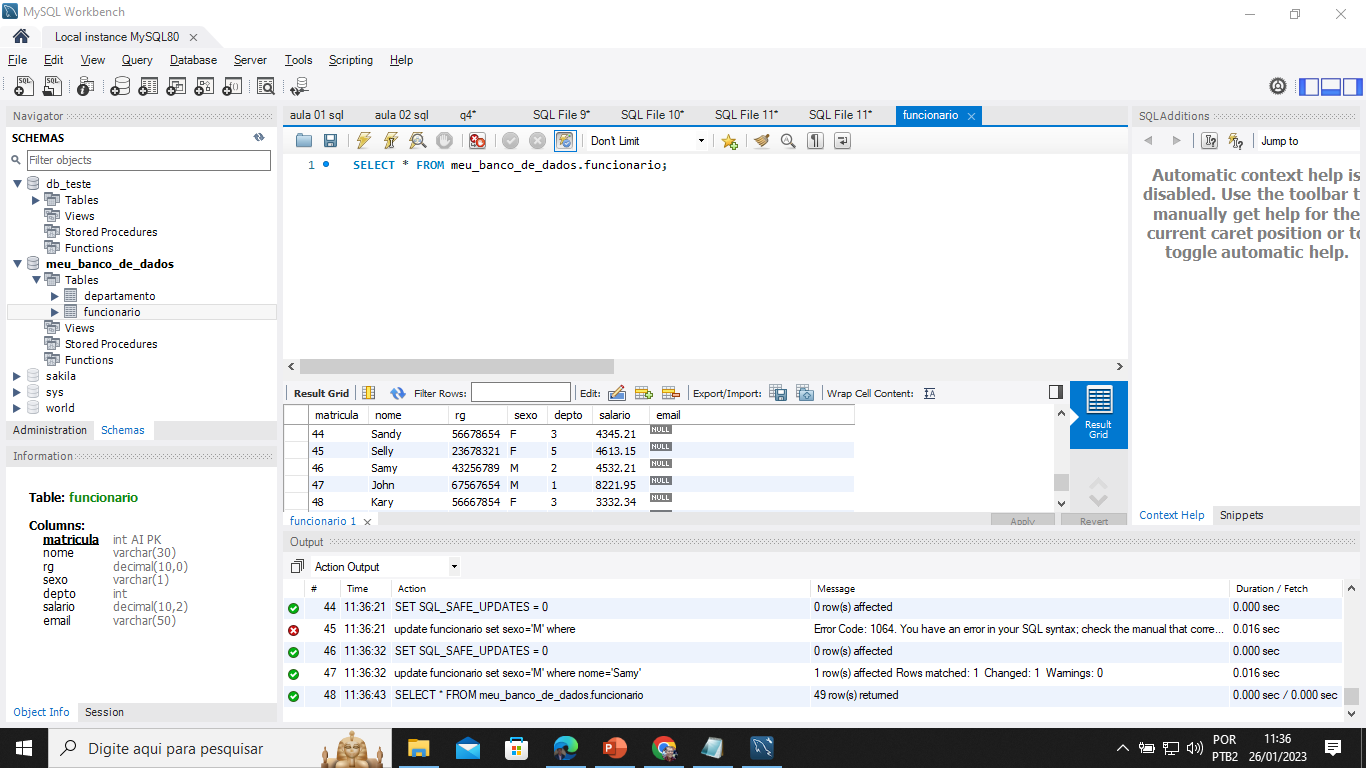 MySQL Workbench
Local instance MySQL80
File Edit View Query Database Server Tools Scripting Help
Navigator
SCHEMAS
Filter objects
db_teste
Tables
Views
Stored Procedures
Functions
meu_banco_de_dados
Tables
departamento
funcionario
Views
Stored Procedures
Functions
sakila
sys
world
Administration Schemas
Information
Table: funcionario
Columns:
matricula int AI PK
nome varchar(30)
rg decimal(10,0)
sexo varchar(1)
depto int
salario decimal(10,2)
email varchar(50)
Object Info Session
aula 01 sql aula 02 sql q4* SQL File 9* SQL File 10* SQL File 11* SQL File 11* funcionario
Don't Limit
1 SELECT * FROM meu_banco_de_dados.funcionario;
Result Grid Filter Rows: Edit: Export/Import: Wrap Cell Content:
matricula nome rg sexo depto salario email
44 Sandy 56678654 F 3 4345.21 NULL
45 Selly 23678321 F 5 4613.15 NULL
46 Samy 43256789 M 2 4532.21 NULL
47 John 67567654 M 1 8221.95 NULL
48 Kary 56667854 F 3 3332.34 NULL
Result
Grid
funcionario 1 Apply Revert
SQLAdditions
Jump to
Automatic context help is
disabled. Use the toolbar t
manually get help for the
current caret position or to
toggle automatic help.
Context Help Snippets
Output
Action Output
# Time Action Message Duration / Fetch
44 11:36:21 SET SQL_SAFE_UPDATES = 0 0 row(s) affected 0.000 sec
45 11:36:21 update funcionario set sexo='M' where Error Code: 1064. You have an error in your SQL syntax; check the manual that corre... 0.016 sec
46 11:36:32 SET SQL_SAFE_UPDATES = 0 0 row(s) affected 0.000 sec
47 11:36:32 update funcionario set sexo='M' where nome='Samy' 1 row(s) affected Rows matched: 1 Changed: 1 Warnings: 0 0.016 sec
48 11:36:43 SELECT * FROM meu_banco_de_dados.funcionario 49 row(s) returned 0.000 sec / 0.000 sec
Digite aqui para pesquisar
POR
PTB2
11:36
26/01/2023